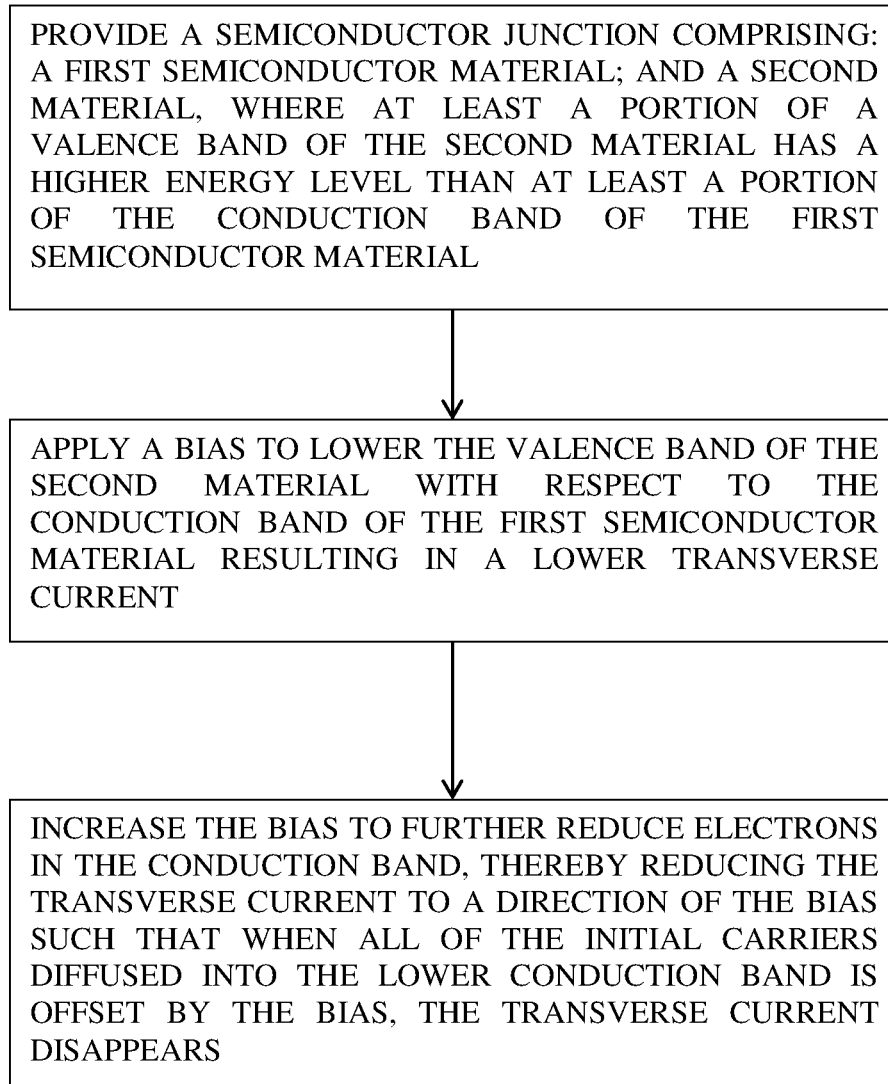 PROVIDE A SEMICONDUCTOR JUNCTION COMPRISING:
A FIRST SEMICONDUCTOR MATERIAL; AND A SECOND
MATERIAL, WHERE AT LEAST A PORTION OF A
VALENCE BAND OF THE SECOND MATERIAL HAS A
HIGHER ENERGY LEVEL THAN AT LEAST A PORTION
OF THE CONDUCTION BAND OF THE FIRST
SEMICONDUCTOR MATERIAL
APPLY A BIAS TO LOWER THE VALENCE BAND OF THE
SECOND MATERIAL WITH RESPECT TO THE
CONDUCTION BAND OF THE FIRST SEMICONDUCTOR
MATERIAL RESULTING IN A LOWER TRANSVERSE
CURRENT
INCREASE THE BIAS TO FURTHER REDUCE ELECTRONS
IN THE CONDUCTION BAND, THEREBY REDUCING THE
TRANSVERSE CURRENT TO A DIRECTION OF THE BIAS
SUCH THAT WHEN ALL OF THE INITIAL CARRIERS
DIFFUSED INTO THE LOWER CONDUCTION BAND IS
OFFSET BY THE BIAS, THE TRANSVERSE CURRENT
DISAPPEARS